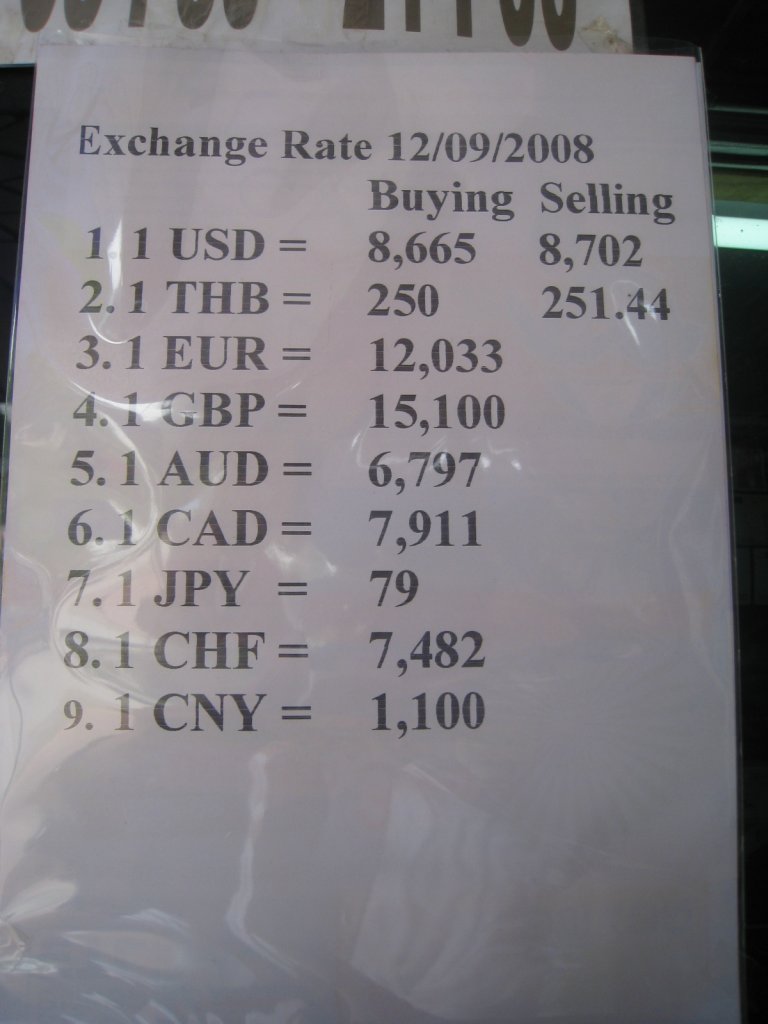 Exchange Rate 12/09/2008
Buying Selling
1. 1 USD = 8,665 8,702
2. 1 THB = 250 251.44
3. 1 EUR = 12,033
4. 1 GBP = 15,100
5. 1 AUD = 6,797
6. 1 CAD = 7,911
7. 1 JPY = 79
8. 1 CHF = 7,482
9. 1 CNY = 1,100